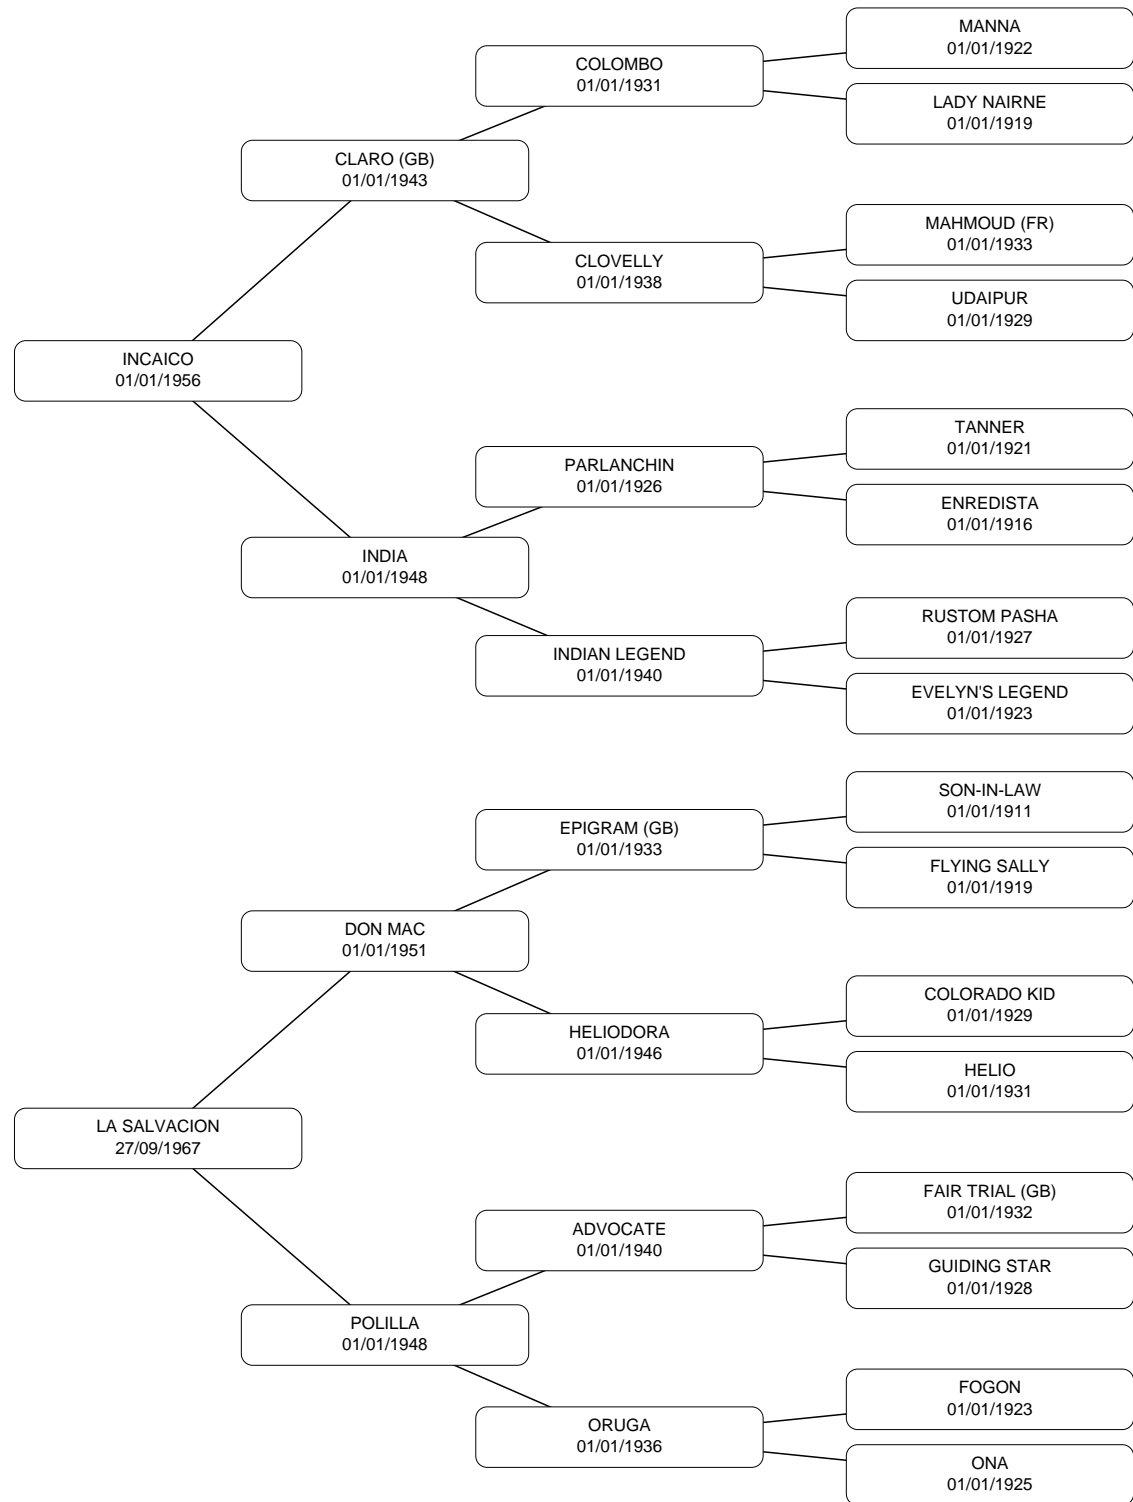 MANNA
01/01/1922
COLOMBO
01/01/1931
LADY NAIRNE
01/01/1919
CLARO (GB)
01/01/1943
MAHMOUD (FR)
01/01/1933
CLOVELLY
01/01/1938
UDAIPUR
01/01/1929
INCAICO
01/01/1956
TANNER
01/01/1921
PARLANCHIN
01/01/1926
ENREDISTA
01/01/1916
INDIA
01/01/1948
RUSTOM PASHA
01/01/1927
INDIAN LEGEND
01/01/1940
EVELYN'S LEGEND
01/01/1923
SON-IN-LAW
01/01/1911
EPIGRAM (GB)
01/01/1933
FLYING SALLY
01/01/1919
DON MAC
01/01/1951
COLORADO KID
01/01/1929
HELIODORA
01/01/1946
HELIO
01/01/1931
LA SALVACION
27/09/1967
FAIR TRIAL (GB)
01/01/1932
ADVOCATE
01/01/1940
GUIDING STAR
01/01/1928
POLILLA
01/01/1948
FOGON
01/01/1923
ORUGA
01/01/1936
ONA
01/01/1925